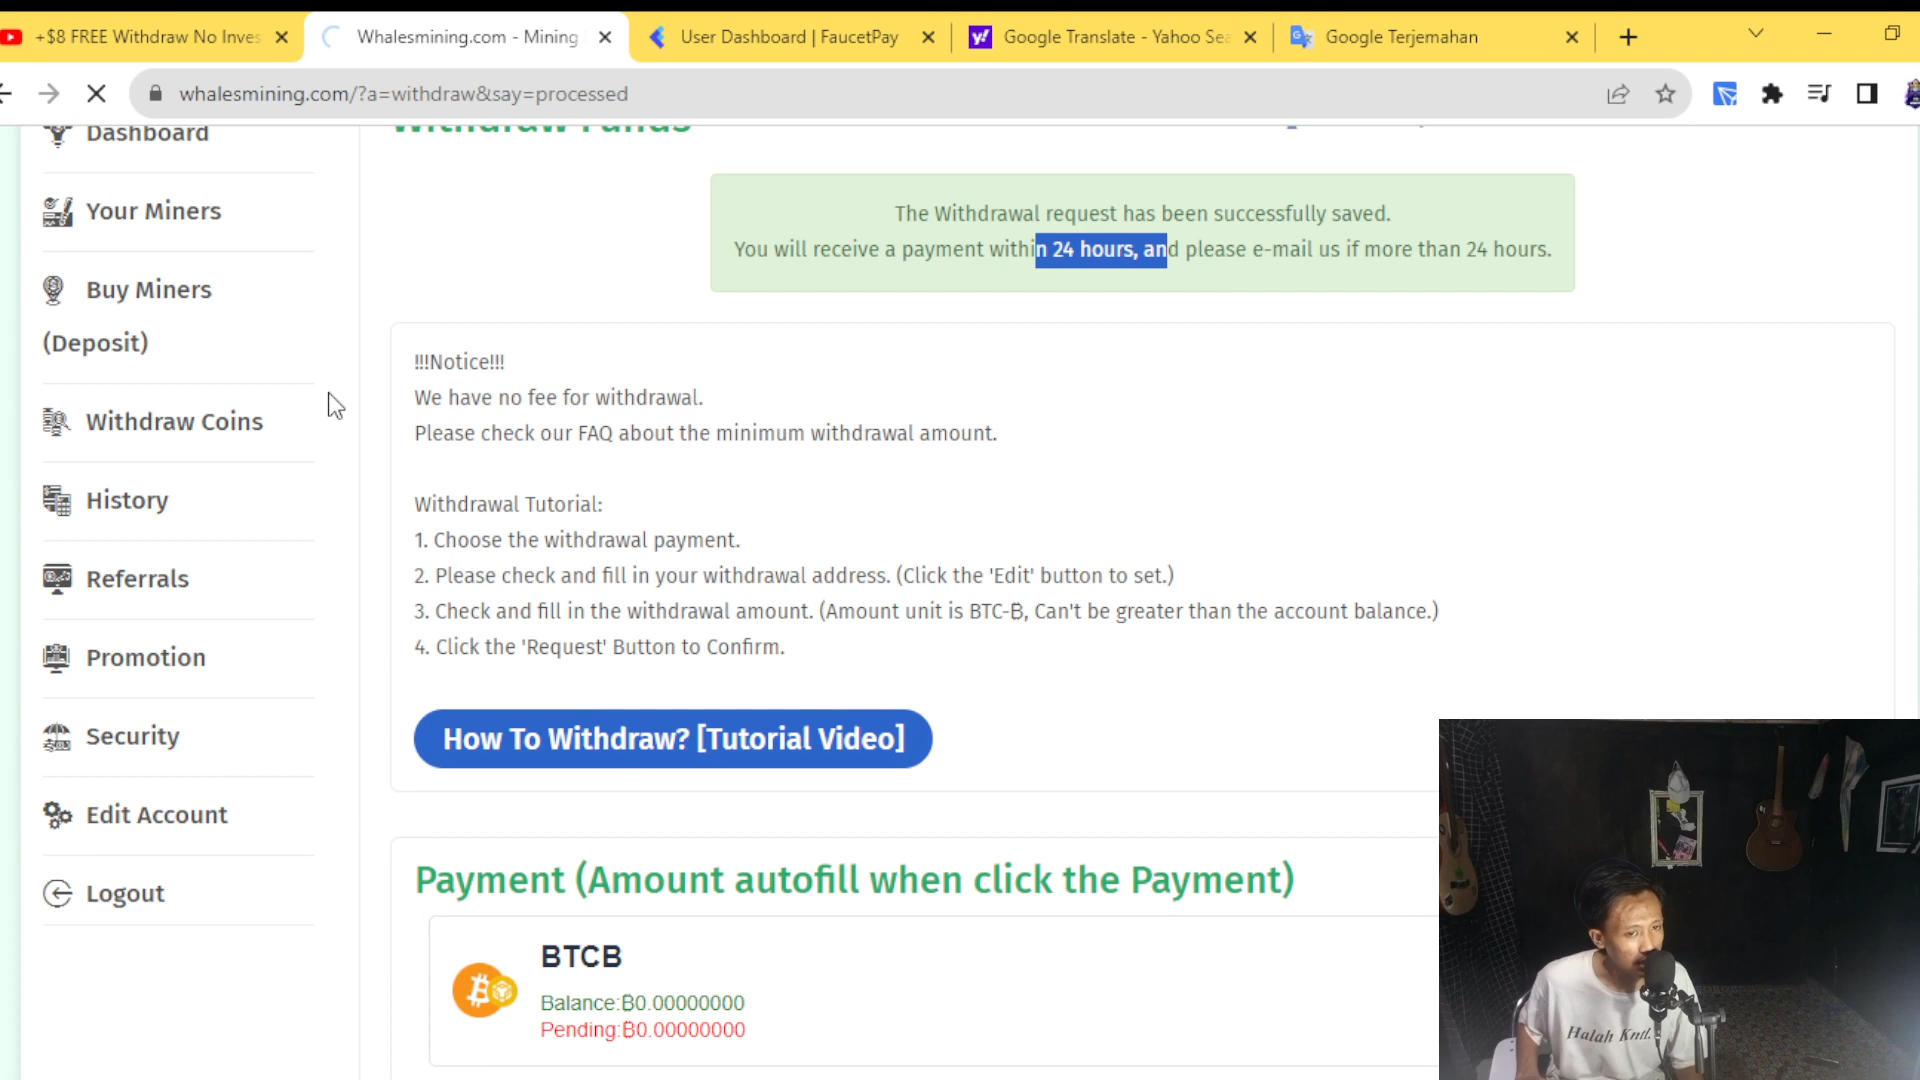 +$8 FREE Withdraw No Inves
Whalesmining.com - Mining
User Dashboard | FaucetPay
Google Translate - Yahoo Sea
Google Terjemahan
whalesmining.com/?a=withdraw&say=processed
Dashboard
Your Miners
Buy Miners
(Deposit)
Withdraw Coins
History
Referrals
Promotion
Security
Edit Account
Logout
Withdraw Funds
The Withdrawal request has been successfully saved.
You will receive a payment within 24 hours, and please e-mail us if more than 24 hours.
!!!Notice!!!
We have no fee for withdrawal.
Please check our FAQ about the minimum withdrawal amount.
Withdrawal Tutorial:
1. Choose the withdrawal payment.
2. Please check and fill in your withdrawal address. (Click the 'Edit' button to set.)
3. Check and fill in the withdrawal amount. (Amount unit is BTC-₿, Can't be greater than the account balance.)
4. Click the 'Request' Button to Confirm.
How To Withdraw? [Tutorial Video]
Payment (Amount autofill when click the Payment)
BTCB
Balance:₿0.00000000
Pending:₿0.00000000
Halah Kntl.